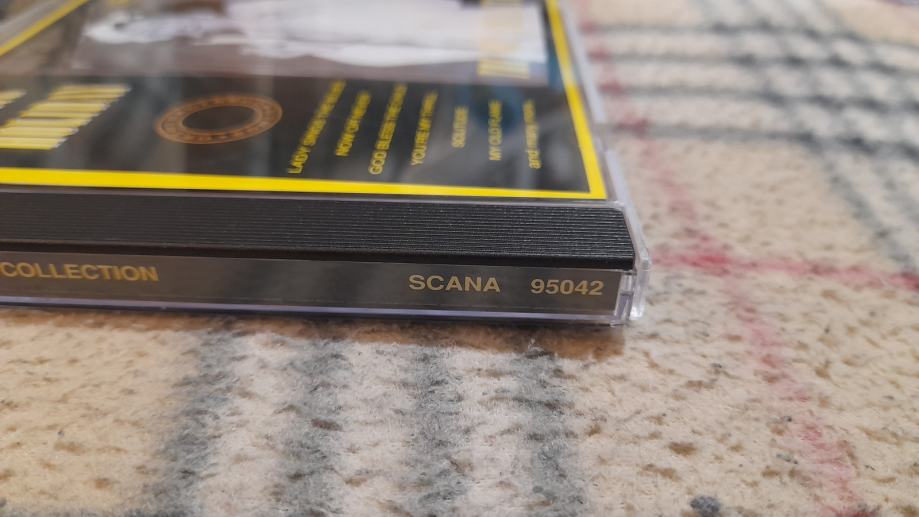 LADY SINGS THE BLUES
NOW OR NEVER
GOD BLESS THE CHILD
YOU'RE MY THRILL
SOLITUDE
MY OLD FLAME
and many more
COLLECTION
SCANA 95042